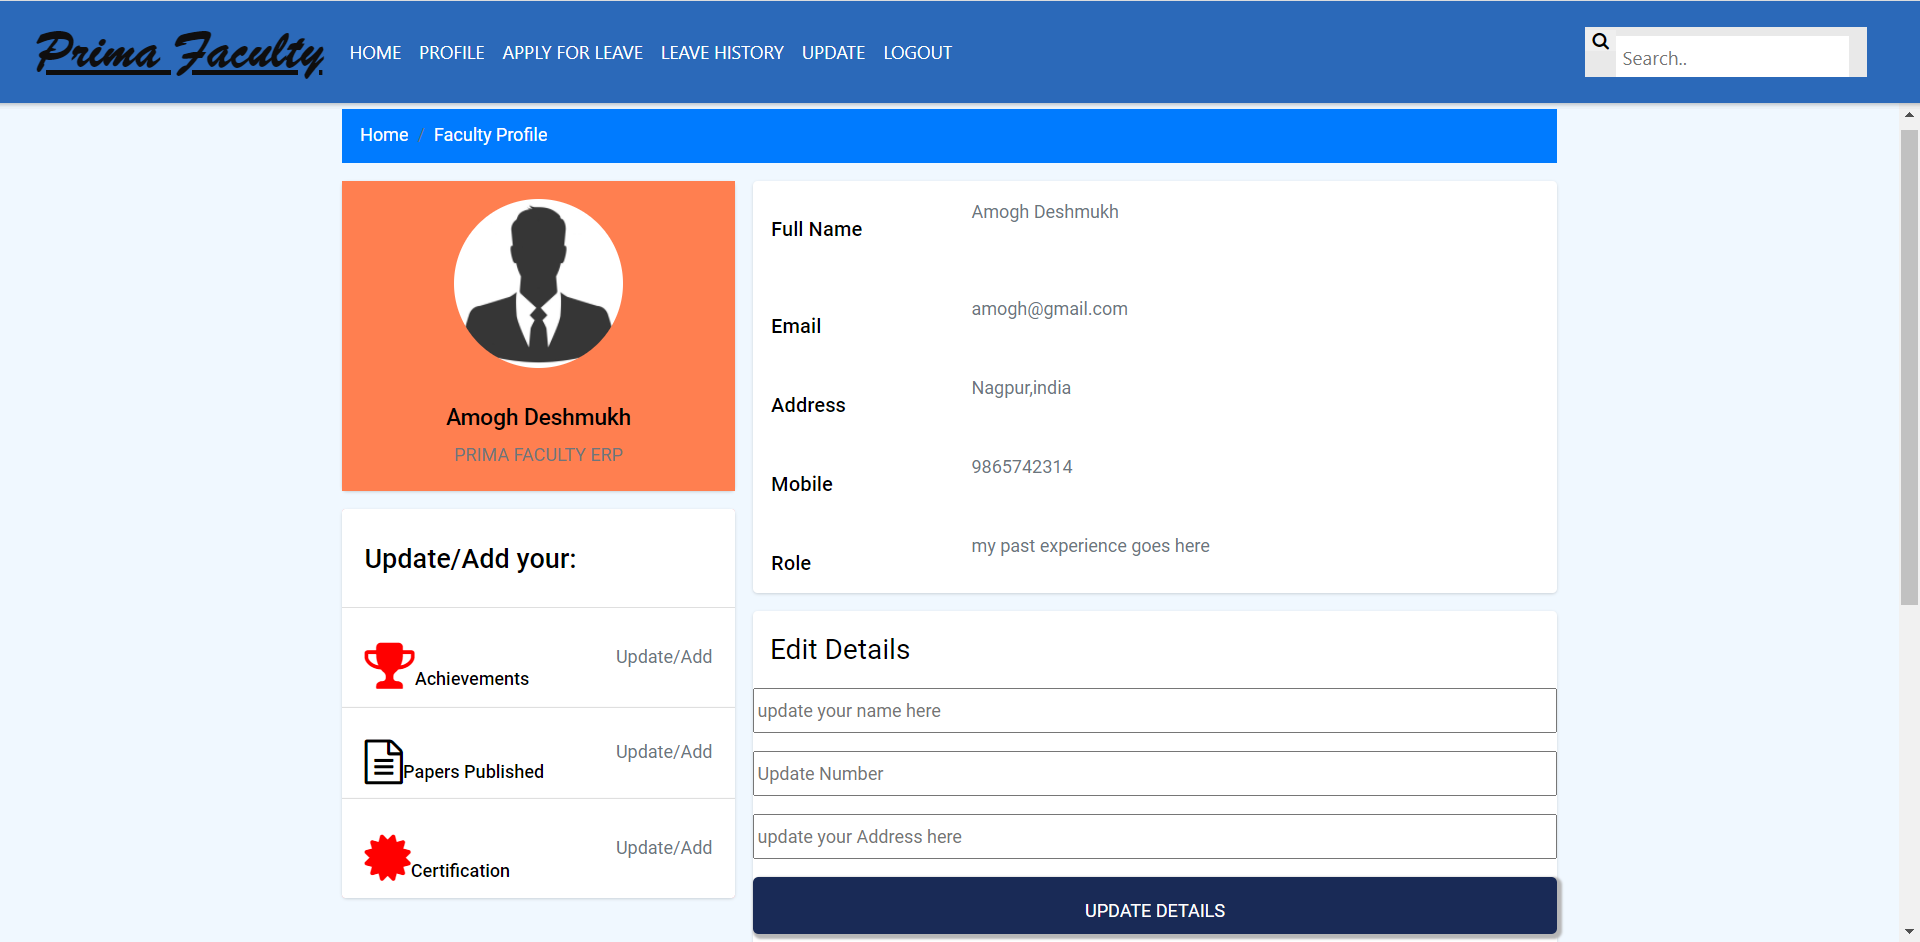 Prima Faculty HOME PROFILE APPLY FOR LEAVE LEAVE HISTORY UPDATE LOGOUT Search..
Home / Faculty Profile
Amogh Deshmukh
PRIMA FACULTY ERP
Update/Add your:
Achievements Update/Add
Papers Published Update/Add
Certification Update/Add
Full Name Amogh Deshmukh
Email amogh@gmail.com
Address Nagpur,india
Mobile 9865742314
Role my past experience goes here
Edit Details
update your name here
Update Number
update your Address here
UPDATE DETAILS